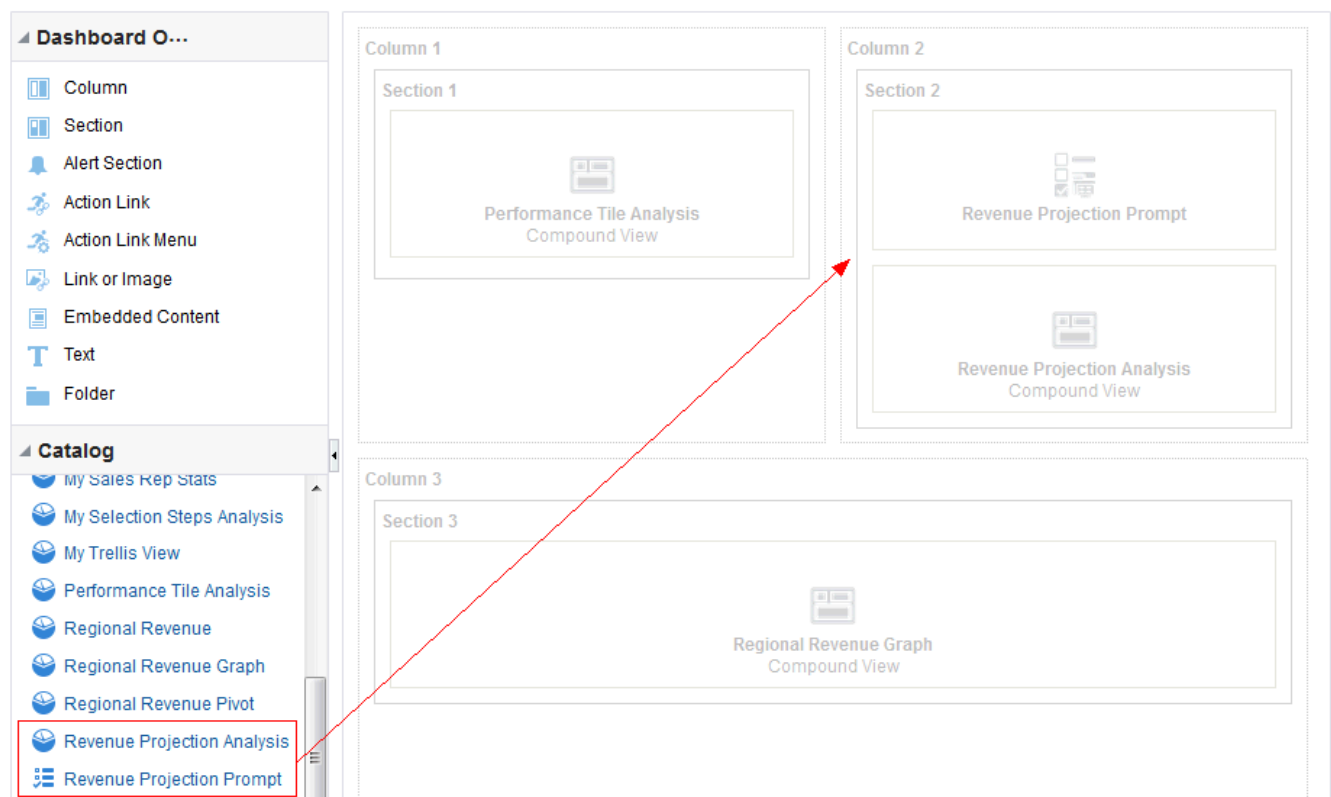 Dashboard O...
Column
Section
Alert Section
Action Link
Action Link Menu
Link or Image
Embedded Content
Text
Folder
Catalog
My Sales Rep Stats
My Selection Steps Analysis
My Trellis View
Performance Tile Analysis
Regional Revenue
Regional Revenue Graph
Regional Revenue Pivot
Revenue Projection Analysis
Revenue Projection Prompt
Column 1
Section 1
Performance Tile Analysis
Compound View
Column 2
Section 2
Revenue Projection Prompt
Revenue Projection Analysis
Compound View
Column 3
Section 3
Regional Revenue Graph
Compound View